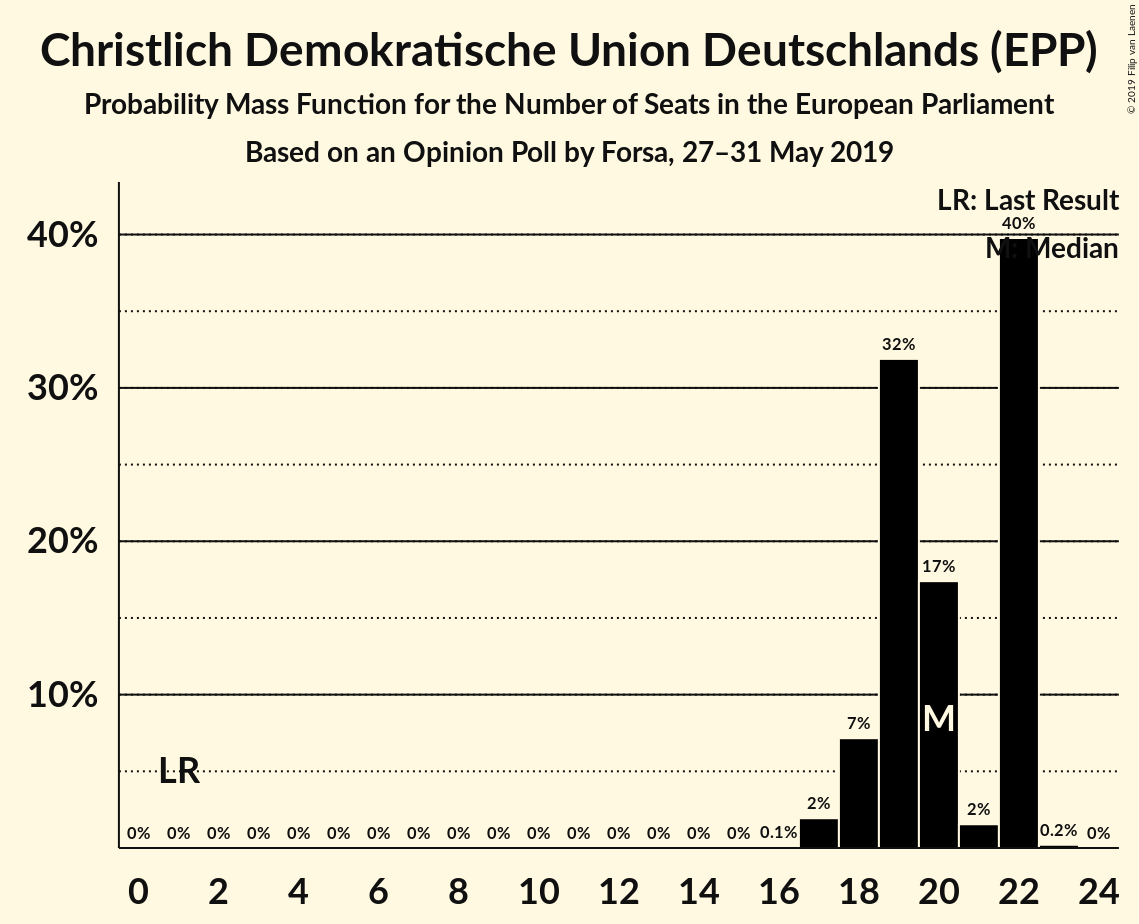 Christlich Demokratische Union Deutschlands (EPP)
Probability Mass Function for the Number of Seats in the European Parliament
Based on an Opinion Poll by Forsa, 27–31 May 2019
© 2019 Filip van Laenen
LR: Last Result
M: Median
40%
30%
20%
10%
LR
M
0% 0% 0% 0% 0% 0% 0% 0% 0% 0% 0% 0% 0% 0% 0% 0% 0.1% 2% 7% 32% 17% 2% 40% 0.2% 0%
0 2 4 6 8 10 12 14 16 18 20 22 24